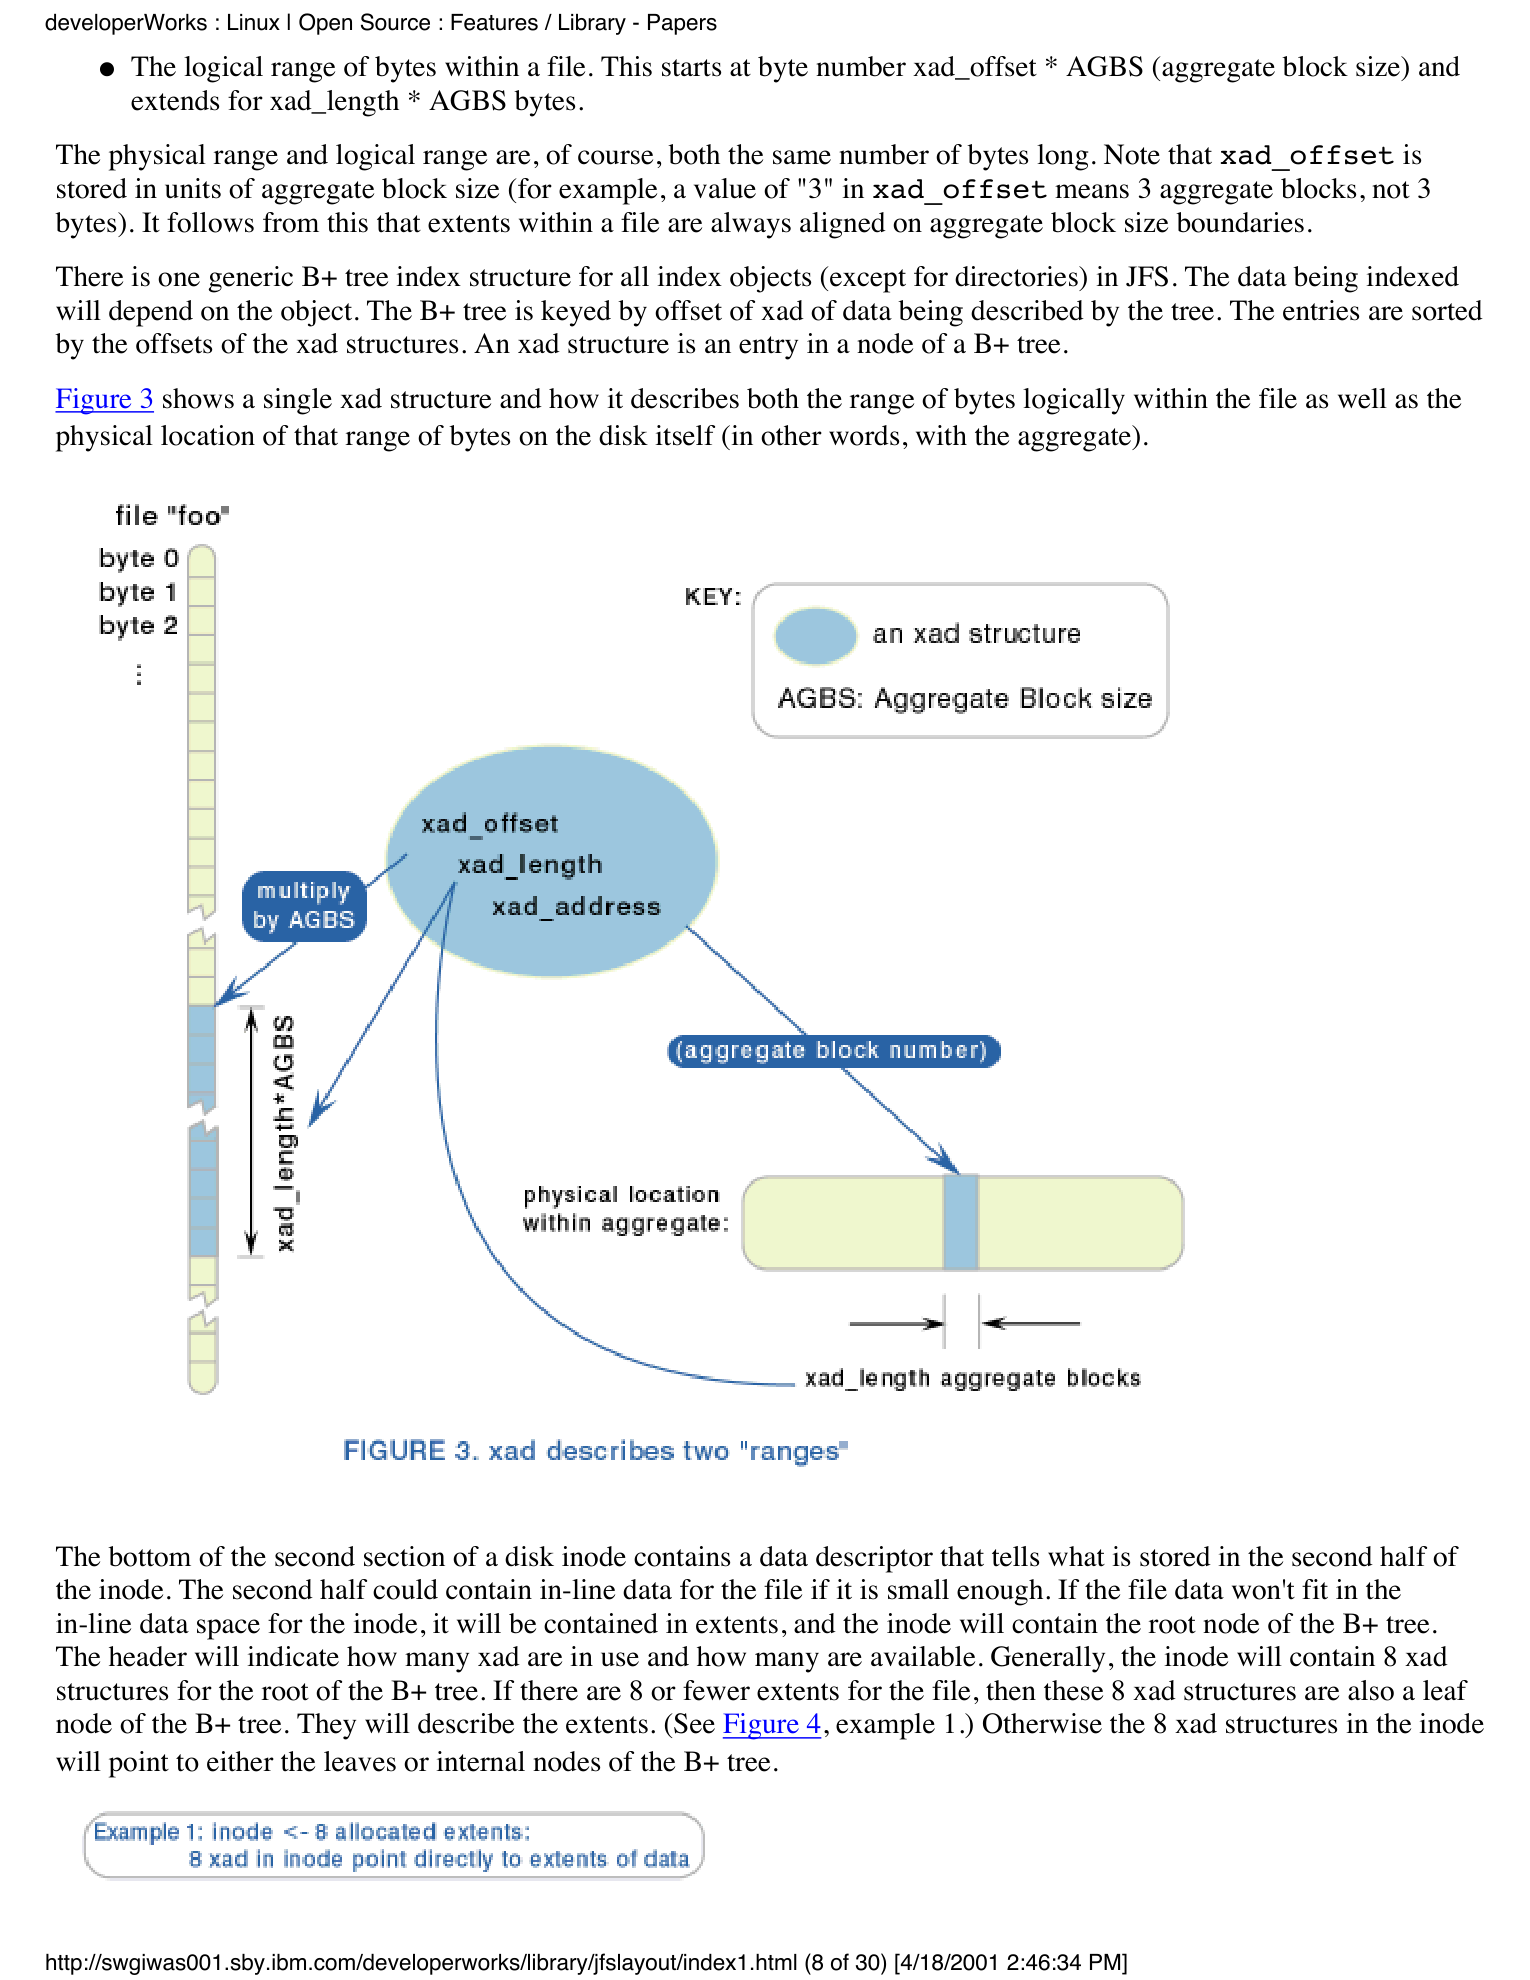 developerWorks : Linux | Open Source : Features / Library - Papers
● The logical range of bytes within a file. This starts at byte number xad_offset * AGBS (aggregate block size) and
extends for xad_length * AGBS bytes.
The physical range and logical range are, of course, both the same number of bytes long. Note that xad_offset is
stored in units of aggregate block size (for example, a value of "3" in xad_offset means 3 aggregate blocks, not 3
bytes). It follows from this that extents within a file are always aligned on aggregate block size boundaries.
There is one generic B+ tree index structure for all index objects (except for directories) in JFS. The data being indexed
will depend on the object. The B+ tree is keyed by offset of xad of data being described by the tree. The entries are sorted
by the offsets of the xad structures. An xad structure is an entry in a node of a B+ tree.
Figure 3 shows a single xad structure and how it describes both the range of bytes logically within the file as well as the
physical location of that range of bytes on the disk itself (in other words, with the aggregate).
file "foo"
byte 0
byte 1
byte 2
⋮
KEY:
an xad structure
AGBS: Aggregate Block size
xad_offset
xad_length
xad_address
multiply
by AGBS
xad_length*AGBS
(aggregate block number)
physical location
within aggregate:
xad_length aggregate blocks
FIGURE 3. xad describes two "ranges"
The bottom of the second section of a disk inode contains a data descriptor that tells what is stored in the second half of
the inode. The second half could contain in-line data for the file if it is small enough. If the file data won't fit in the
in-line data space for the inode, it will be contained in extents, and the inode will contain the root node of the B+ tree.
The header will indicate how many xad are in use and how many are available. Generally, the inode will contain 8 xad
structures for the root of the B+ tree. If there are 8 or fewer extents for the file, then these 8 xad structures are also a leaf
node of the B+ tree. They will describe the extents. (See Figure 4, example 1.) Otherwise the 8 xad structures in the inode
will point to either the leaves or internal nodes of the B+ tree.
Example 1: inode <- 8 allocated extents:
8 xad in inode point directly to extents of data
http://swgiwas001.sby.ibm.com/developerworks/library/jfslayout/index1.html (8 of 30) [4/18/2001 2:46:34 PM]